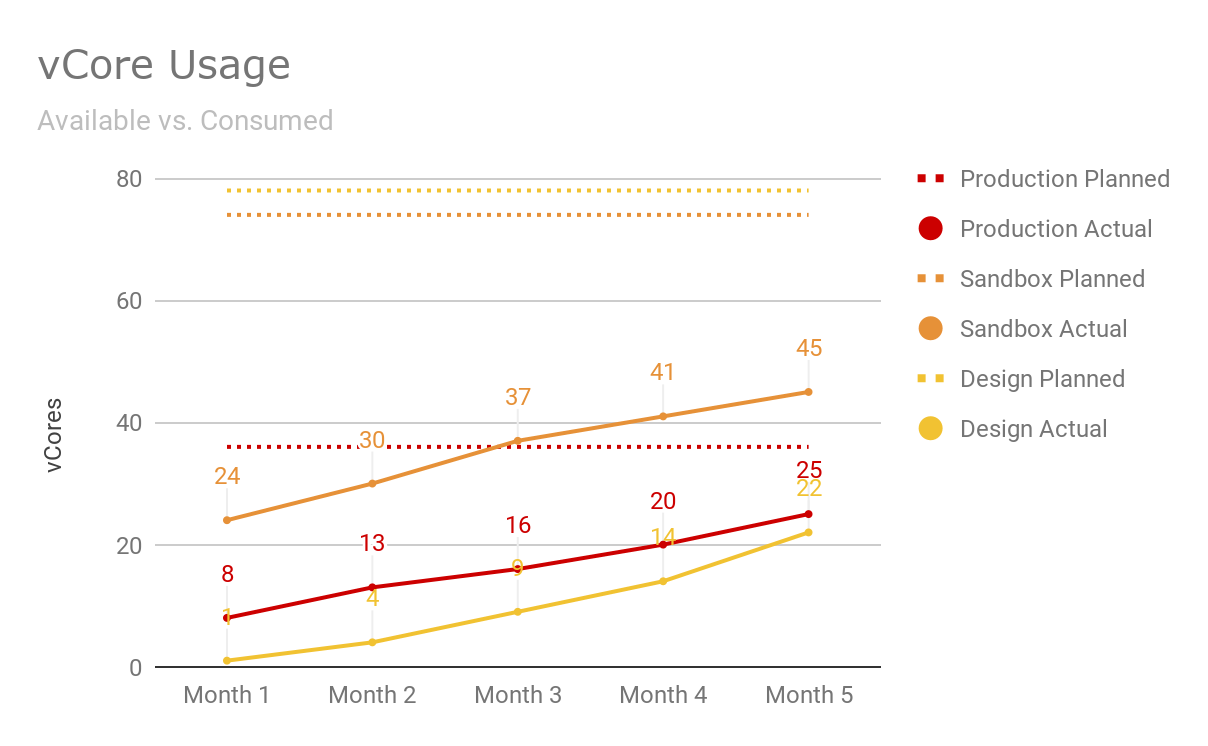 vCore Usage
Available vs. Consumed
vCores
80
60
40
20
0
24
30
37
41
45
8
13
16
20
25
1
4
9
14
22
Month 1
Month 2
Month 3
Month 4
Month 5
Production Planned
Production Actual
Sandbox Planned
Sandbox Actual
Design Planned
Design Actual